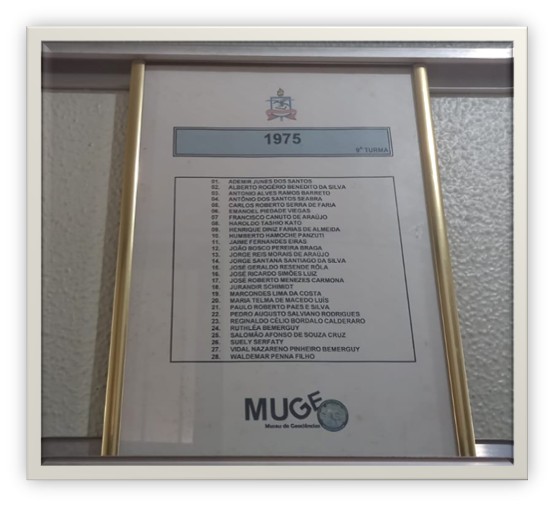 1975
9ª TURMA
01. ADEMIR JUNES DOS SANTOS
02. ALBERTO ROGÉRIO BENEDITO DA SILVA
03. ANTONIO ALVES RAMOS BARRETO
04. ANTÔNIO DOS SANTOS SEABRA
05. CARLOS ROBERTO SERRA DE FARIA
06. EMANOEL PIEDADE VIEGAS
07 FRANCISCO CANUTO DE ARAÚJO
08. HAROLDO TASHIO KATO
09. HENRIQUE DINIZ FARIAS DE ALMEIDA
10. HUMBERTO HAMOCHE PANZUTI
11. JAIME FERNANDES EIRAS
12. JOÃO BOSCO PEREIRA BRAGA
13. JORGE REIS MORAIS DE ARAUJO
14. JORGE SANTANA SANTIAGO DA SILVA
15. JOSÉ GERALDO RESENDE RÔLA
16. JOSÉ RICARDO SIMÕES LUIZ
17. JOSÉ ROBERTO MENEZES CARMONA
18. JURANDIR SCHIMDT
19. MARCONDES LIMA DA COSTA
20. MARIA TELMA DE MACEDO LUÍS
21. PAULO ROBERTO PAES E SILVA
22. PEDRO AUGUSTO SALVIANO RODRIGUES
23. REGINALDO CÉLIO BORDALO CALDERARO
24. RUTHLÉA BEMERGUY
25. SALOMÃO AFONSO DE SOUZA CRUZ
26. SUELY SERFATY
27. VIDAL NAZARENO PINHEIRO BEMERGUY
28. WALDEMAR PENNA FILHO
MUGEO
Museu de Geociências